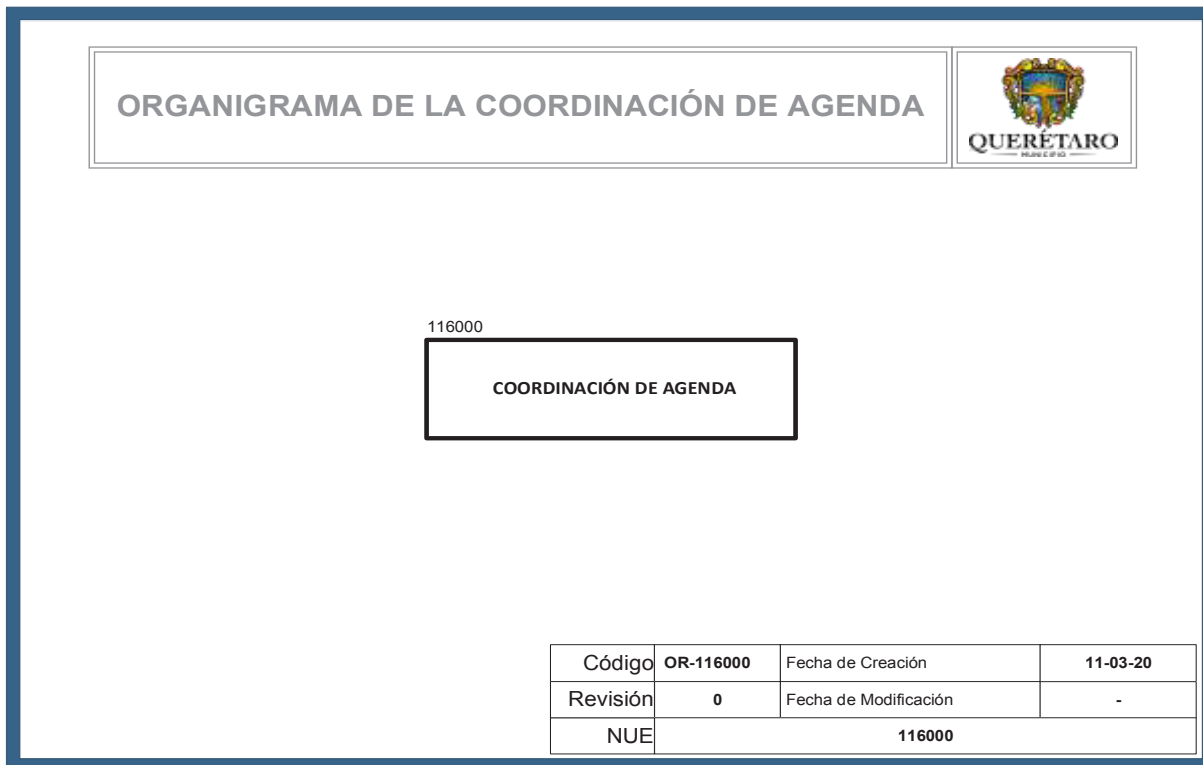 ORGANIGRAMA DE LA COORDINACIÓN DE AGENDA
QUERÉTARO
MUNICIPIO
116000
COORDINACIÓN DE AGENDA
Código OR-116000 Fecha de Creación 11-03-20
Revisión 0 Fecha de Modificación -
NUE 116000